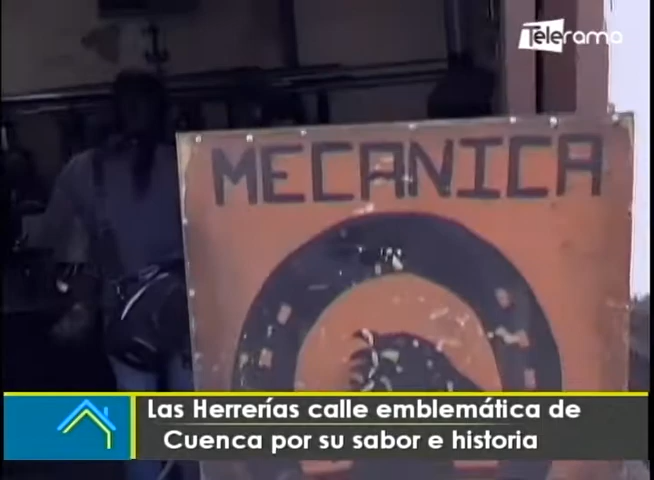 Telerama
MECANICA
Las Herrerías calle emblemática de
Cuenca por su sabor e historia